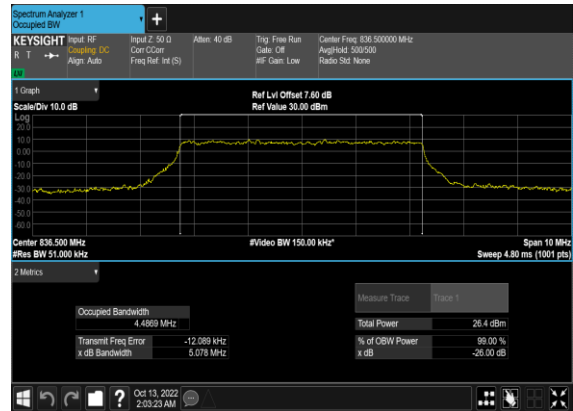 Spectrum Analyzer 1
Occupied BW
+
KEYSIGHT
R T
LXI
Input: RF
Coupling: DC
Align: Auto
Input Z: 50 Ω
Corr CCorr
Freq Ref: Int (S)
Atten: 40 dB
Trig: Free Run
Gate: Off
#IF Gain: Low
Center Freq: 836.500000 MHz
Avg|Hold: 500/500
Radio Std: None
1 Graph
Scale/Div 10.0 dB
Ref Lvl Offset 7.60 dB
Ref Value 30.00 dBm
Log
20.0
10.0
0.00
-10.0
-20.0
-30.0
-40.0
-50.0
-60.0
Center 836.500 MHz
#Res BW 51.000 kHz
#Video BW 150.00 kHz*
Span 10 MHz
Sweep 4.80 ms (1001 pts)
2 Metrics
Measure Trace Trace 1
Occupied Bandwidth
4.4869 MHz
Total Power 26.4 dBm
Transmit Freq Error -12.089 kHz
% of OBW Power 99.00 %
x dB Bandwidth 5.078 MHz
x dB -26.00 dB
?
Oct 13, 2022
2:03:23 AM